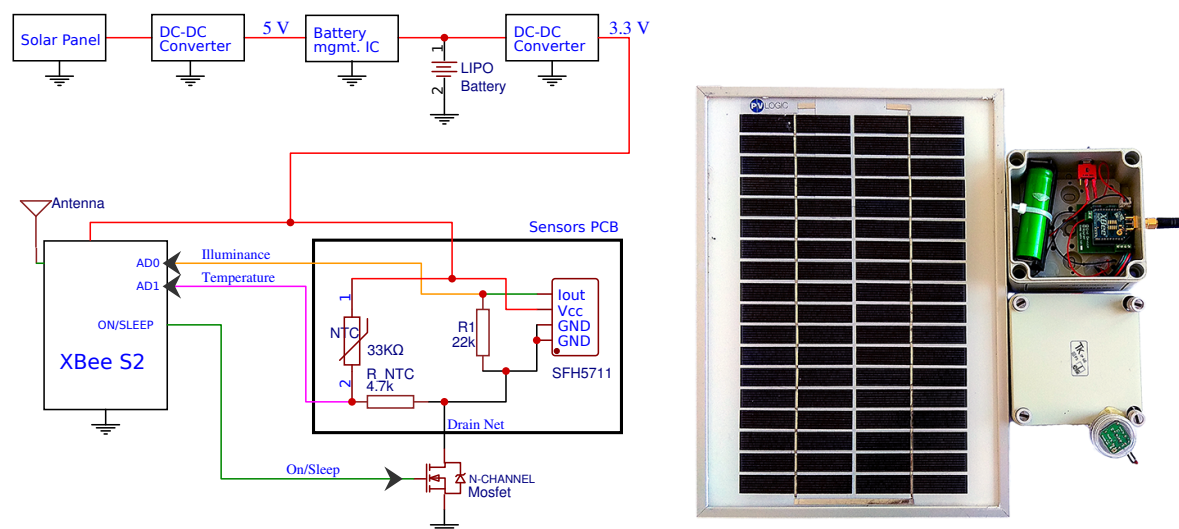 Solar Panel
DC-DC
Converter
5 V
Battery
mgmt. IC
DC-DC
Converter
3.3 V
1
2
LIPO
Battery
Antenna
Sensors PCB
AD0
Illuminance
AD1
Temperature
ON/SLEEP
XBee S2
1
NTC
33KΩ
2
R_NTC
4.7k
R1
22k
Iout
Vcc
GND
GND
SFH5711
Drain Net
On/Sleep
N-CHANNEL
Mosfet
PV LOGIC
XBee